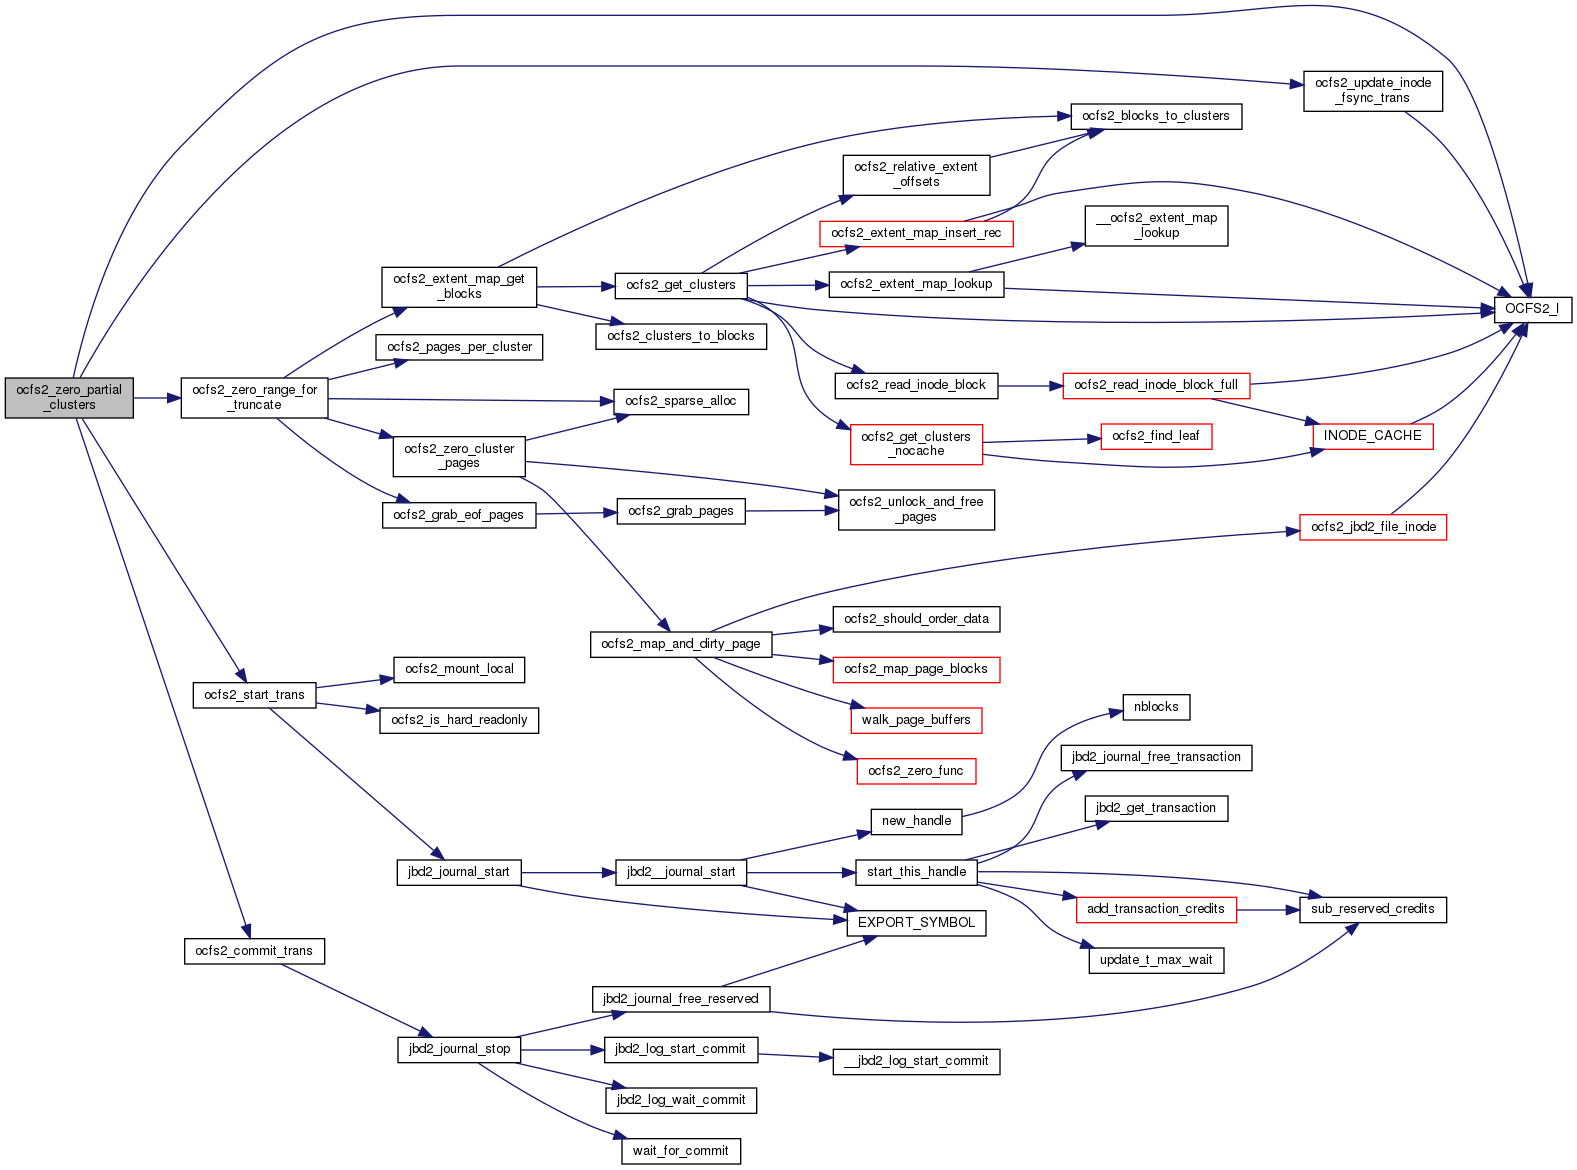 ocfs2_zero_partial
_clusters
OCFS2_I
ocfs2_update_inode
_fsync_trans
ocfs2_zero_range_for
_truncate
ocfs2_extent_map_get
_blocks
ocfs2_blocks_to_clusters
ocfs2_get_clusters
ocfs2_relative_extent
_offsets
ocfs2_extent_map_insert_rec
ocfs2_extent_map_lookup
__ocfs2_extent_map
_lookup
ocfs2_read_inode_block
ocfs2_read_inode_block_full
INODE_CACHE
ocfs2_get_clusters
_nocache
ocfs2_find_leaf
ocfs2_clusters_to_blocks
ocfs2_pages_per_cluster
ocfs2_sparse_alloc
ocfs2_zero_cluster
_pages
ocfs2_unlock_and_free
_pages
ocfs2_grab_eof_pages
ocfs2_grab_pages
ocfs2_map_and_dirty_page
ocfs2_jbd2_file_inode
ocfs2_should_order_data
ocfs2_map_page_blocks
walk_page_buffers
ocfs2_zero_func
ocfs2_start_trans
ocfs2_mount_local
ocfs2_is_hard_readonly
jbd2_journal_start
jbd2__journal_start
new_handle
nblocks
start_this_handle
jbd2_journal_free_transaction
jbd2_get_transaction
add_transaction_credits
sub_reserved_credits
update_t_max_wait
EXPORT_SYMBOL
ocfs2_commit_trans
jbd2_journal_stop
jbd2_journal_free_reserved
jbd2_log_start_commit
__jbd2_log_start_commit
jbd2_log_wait_commit
wait_for_commit